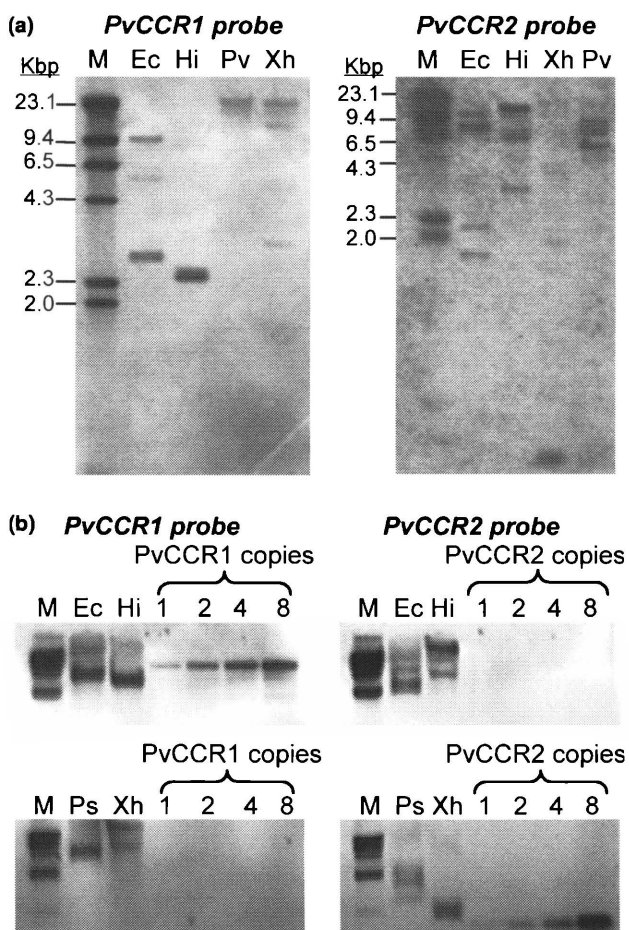 (a)
PvCCR1 probe
Kbp
M Ec Hi Pv Xh
23.1
9.4
6.5
4.3
2.3
2.0
PvCCR2 probe
Kbp
M Ec Hi Xh Pv
23.1
9.4
6.5
4.3
2.3
2.0
(b)
PvCCR1 probe
PvCCR1 copies
M Ec Hi 1 2 4 8
PvCCR2 probe
PvCCR2 copies
M Ec Hi 1 2 4 8
PvCCR1 copies
M Ps Xh 1 2 4 8
PvCCR2 copies
M Ps Xh 1 2 4 8